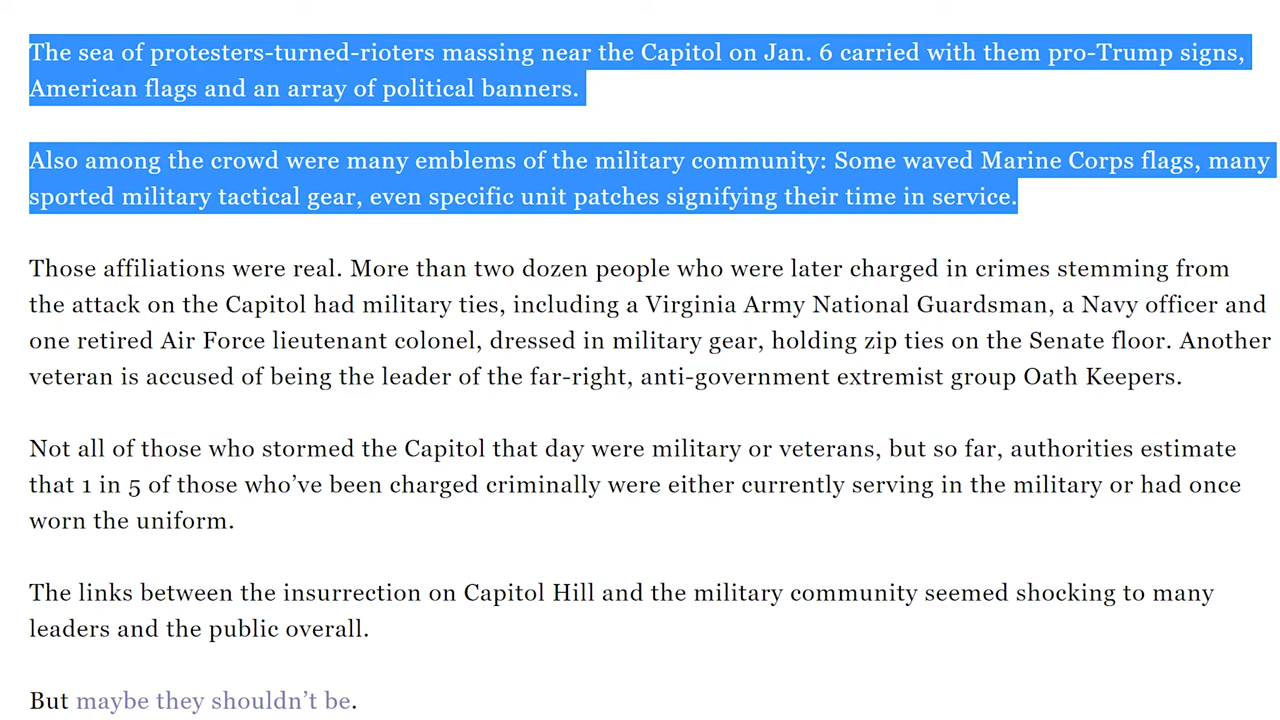 The sea of protesters-turned-rioters massing near the Capitol on Jan. 6 carried with them pro-Trump signs,
American flags and an array of political banners.
Also among the crowd were many emblems of the military community: Some waved Marine Corps flags, many
sported military tactical gear, even specific unit patches signifying their time in service.
Those affiliations were real. More than two dozen people who were later charged in crimes stemming from
the attack on the Capitol had military ties, including a Virginia Army National Guardsman, a Navy officer and
one retired Air Force lieutenant colonel, dressed in military gear, holding zip ties on the Senate floor. Another
veteran is accused of being the leader of the far-right, anti-government extremist group Oath Keepers.
Not all of those who stormed the Capitol that day were military or veterans, but so far, authorities estimate
that 1 in 5 of those who’ve been charged criminally were either currently serving in the military or had once
worn the uniform.
The links between the insurrection on Capitol Hill and the military community seemed shocking to many
leaders and the public overall.
But maybe they shouldn’t be.